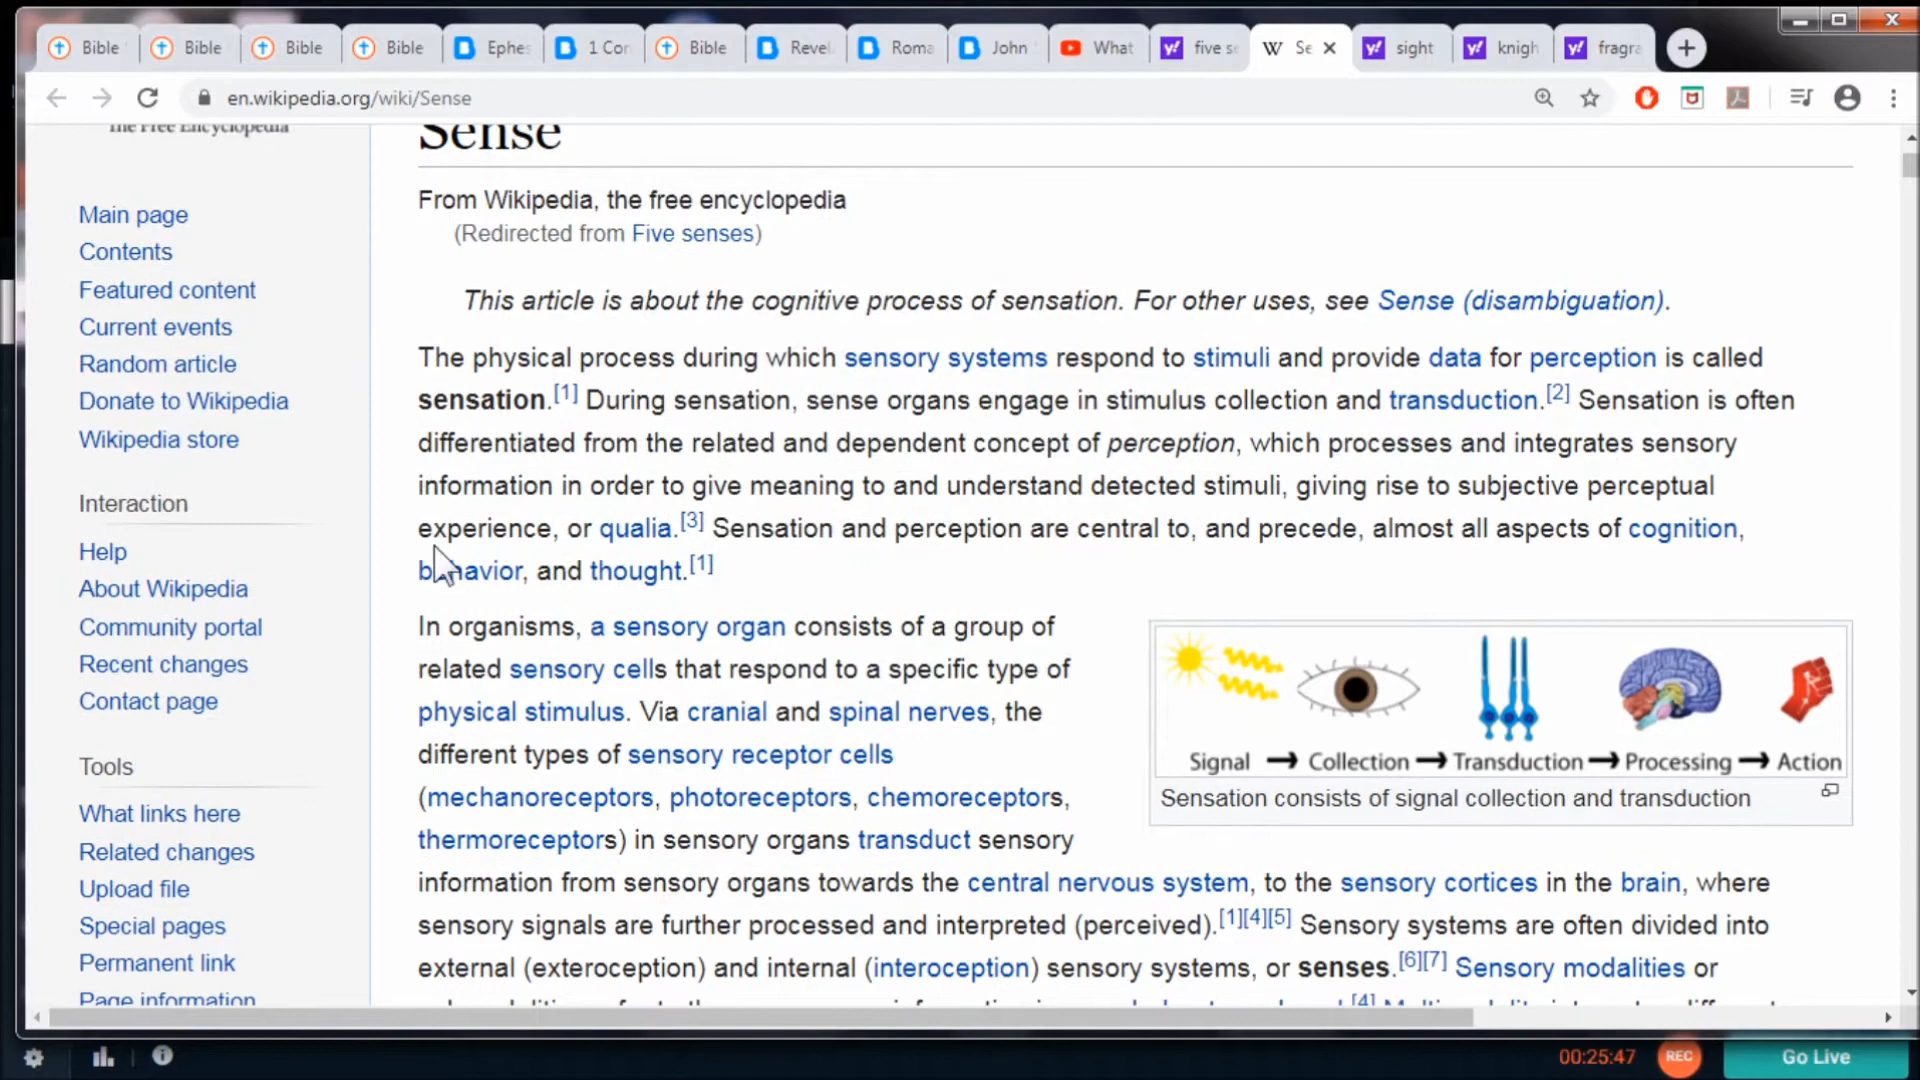 Bible
Bible
Bible
Bible
Ephes
1 Cor
Bible
Revel
Roma
John
What
five se
W Se
sight
knigh
fragra
en.wikipedia.org/wiki/Sense
The Free Encyclopedia
Main page
Contents
Featured content
Current events
Random article
Donate to Wikipedia
Wikipedia store
Interaction
Help
About Wikipedia
Community portal
Recent changes
Contact page
Tools
What links here
Related changes
Upload file
Special pages
Permanent link
Page information
Sense
From Wikipedia, the free encyclopedia
(Redirected from Five senses)
This article is about the cognitive process of sensation. For other uses, see Sense (disambiguation).
The physical process during which sensory systems respond to stimuli and provide data for perception is called
sensation.[1] During sensation, sense organs engage in stimulus collection and transduction.[2] Sensation is often
differentiated from the related and dependent concept of perception, which processes and integrates sensory
information in order to give meaning to and understand detected stimuli, giving rise to subjective perceptual
experience, or qualia.[3] Sensation and perception are central to, and precede, almost all aspects of cognition,
behavior, and thought.[1]
In organisms, a sensory organ consists of a group of
related sensory cells that respond to a specific type of
physical stimulus. Via cranial and spinal nerves, the
different types of sensory receptor cells
(mechanoreceptors, photoreceptors, chemoreceptors,
thermoreceptors) in sensory organs transduct sensory
information from sensory organs towards the central nervous system, to the sensory cortices in the brain, where
sensory signals are further processed and interpreted (perceived).[1][4][5] Sensory systems are often divided into
external (exteroception) and internal (interoception) sensory systems, or senses.[6][7] Sensory modalities or
Signal → Collection → Transduction → Processing → Action
Sensation consists of signal collection and transduction
00:25:47
REC
Go Live